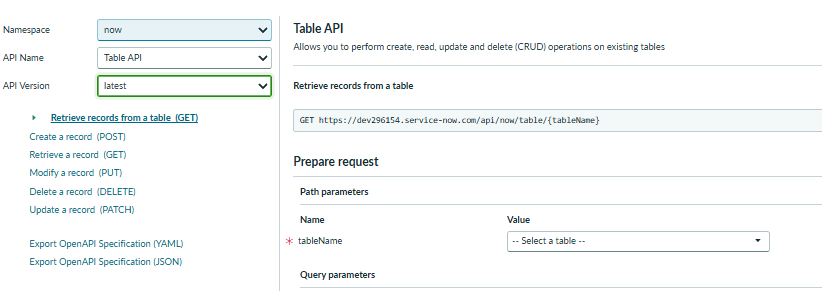 Namespace
now
API Name
Table API
API Version
latest
Retrieve records from a table (GET)
Create a record (POST)
Retrieve a record (GET)
Modify a record (PUT)
Delete a record (DELETE)
Update a record (PATCH)
Export OpenAPI Specification (YAML)
Export OpenAPI Specification (JSON)
Table API
Allows you to perform create, read, update and delete (CRUD) operations on existing tables
Retrieve records from a table
GET https://dev296154.service-now.com/api/now/table/{tableName}
Prepare request
Path parameters
Name Value
* tableName -- Select a table --
Query parameters